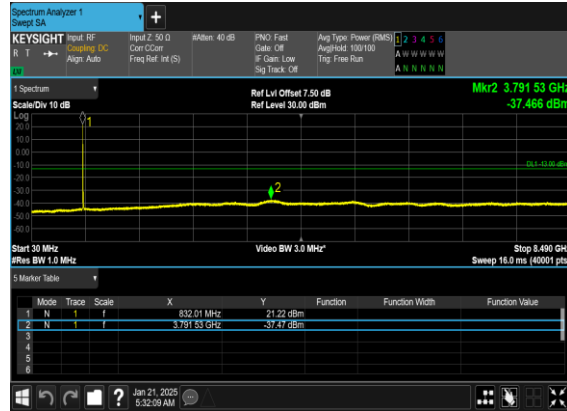 Spectrum Analyzer 1
Swept SA
+
KEYSIGHT Input: RF Input Z: 50 Ω #Atten: 40 dB PNO: Fast Avg Type: Power (RMS) 1 2 3 4 5 6
R T Coupling: DC Corr CCorr Gate: Off Avg|Hold: 100/100 A W W W W W
Align: Auto Freq Ref: Int (S) IF Gain: Low Trig: Free Run
Sig Track: Off A N N N N N
1 Spectrum Ref Lvl Offset 7.50 dB Mkr2 3.791 53 GHz
Scale/Div 10 dB Ref Level 30.00 dBm -37.466 dBm
Log
1
20.0
10.0
0.00
-10.0
DL1 -13.00 dBm
-20.0
-30.0
2
-40.0
-50.0
-60.0
Start 30 MHz Video BW 3.0 MHz* Stop 8.490 GHz
#Res BW 1.0 MHz Sweep 16.0 ms (40001 pts
5 Marker Table
Mode Trace Scale X Y Function Function Width Function Value
1 N 1 f 832.01 MHz 21.22 dBm
2 N 1 f 3.791 53 GHz -37.47 dBm
3
4
5
6
? Jan 21, 2025
5:32:09 AM